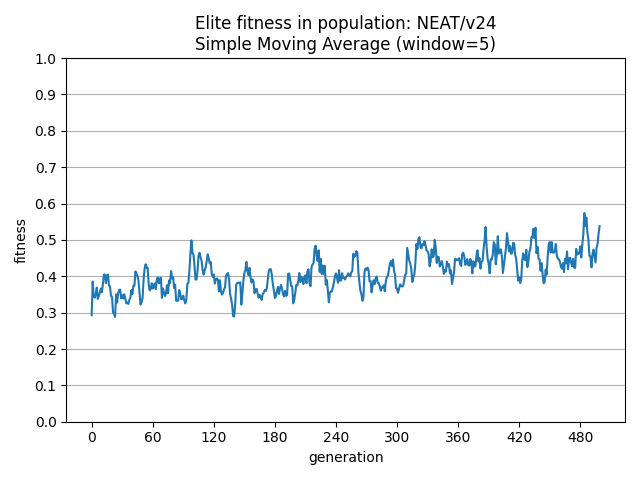 Elite fitness in population: NEAT/v24
Simple Moving Average (window=5)
1.0
0.9
0.8
0.7
0.6
0.5
0.4
0.3
0.2
0.1
0.0
fitness
0 60 120 180 240 300 360 420 480
generation